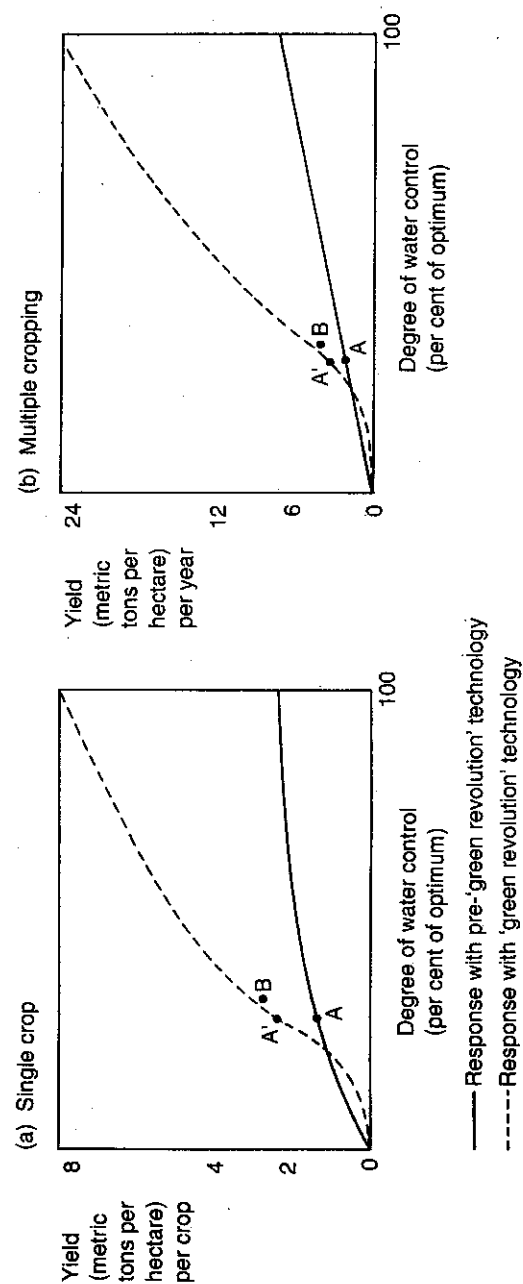 (a) Single crop
Yield
(metric
tons per
hectare)
per crop
8
4
2
0
A'
B
A
100
Degree of water control
(per cent of optimum)
(b) Multiple cropping
Yield
(metric
tons per
hectare)
per year
24
12
6
0
A'
B
A
100
Degree of water control
(per cent of optimum)
Response with pre-‘green revolution’ technology
Response with ‘green revolution’ technology